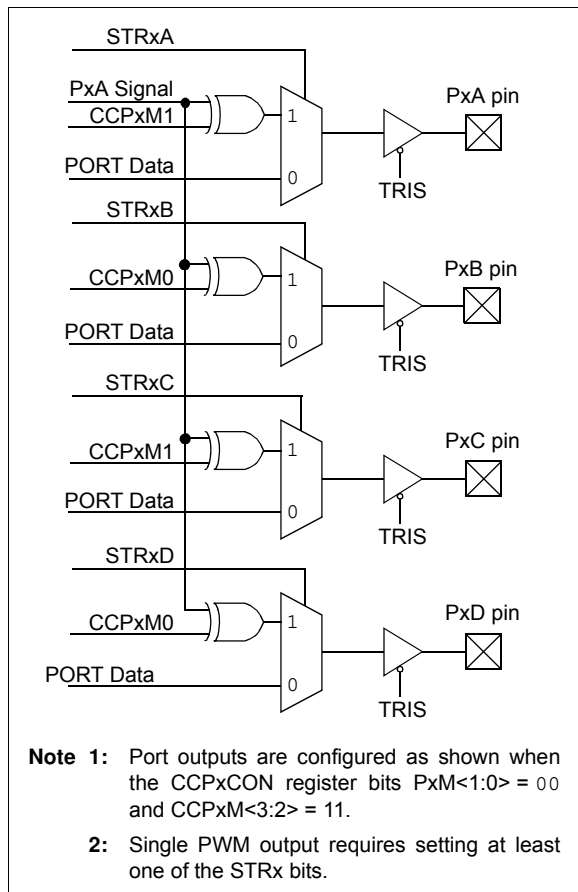 STRxA
PxA Signal
CCPxM1
1
PORT Data
0
TRIS
PxA pin
STRxB
CCPxM0
1
PORT Data
0
TRIS
PxB pin
STRxC
CCPxM1
1
PORT Data
0
TRIS
PxC pin
STRxD
CCPxM0
1
PORT Data
0
TRIS
PxD pin
Note 1: Port outputs are configured as shown when
the CCPxCON register bits PxM<1:0> = 00
and CCPxM<3:2> = 11.
2: Single PWM output requires setting at least
one of the STRx bits.